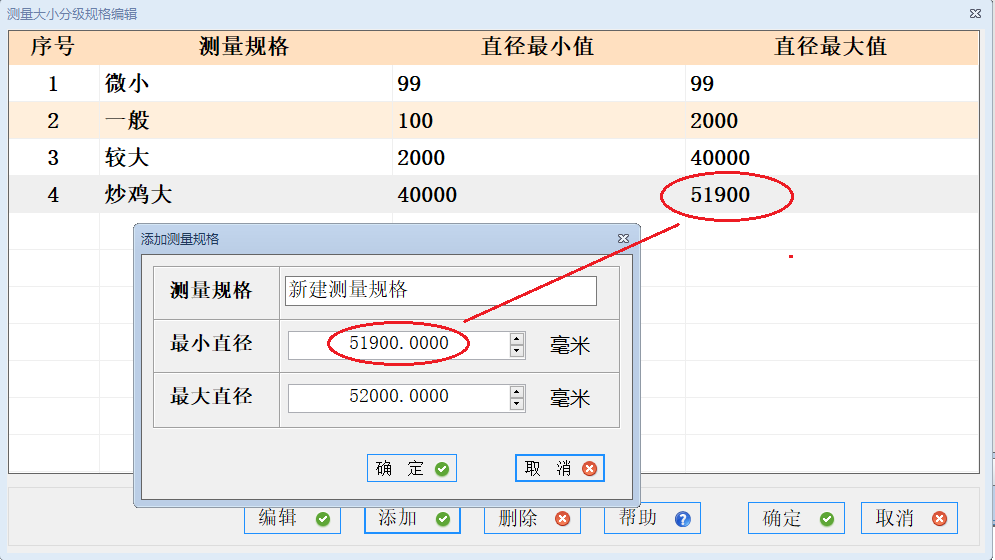 测量大小分级规格编辑
序号 测量规格 直径最小值 直径最大值
1 微小 99 99
2 一般 100 2000
3 较大 2000 40000
4 炒鸡大 40000 51900
添加测量规格
测量规格 新建测量规格
最小直径 51900.0000 毫米
最大直径 52000.0000 毫米
确 定 取 消
编辑 添加 删除 帮助 确定 取消